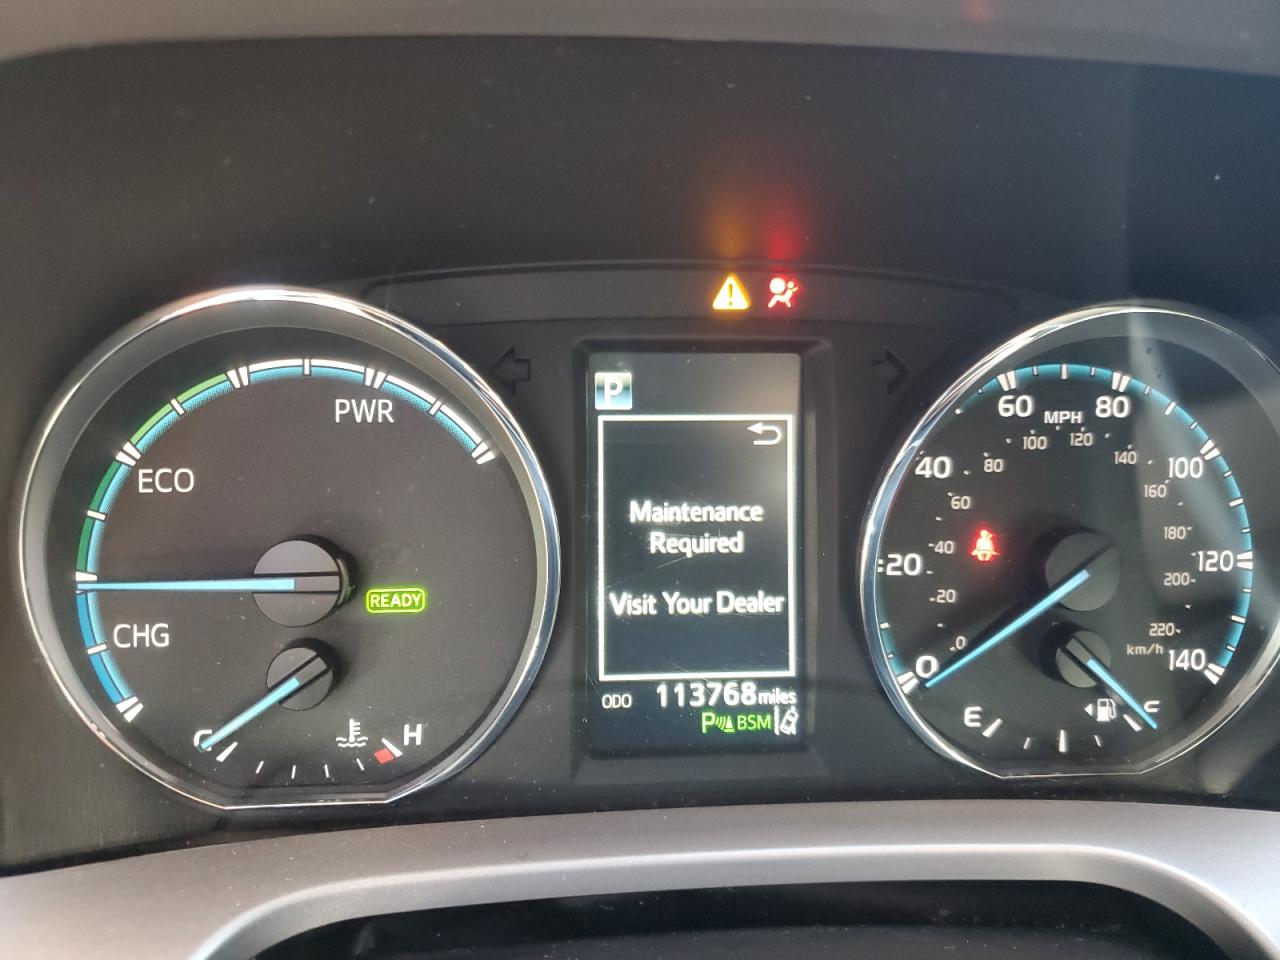 PWR
ECO
CHG
READY
C
H
P
Maintenance
Required
Visit Your Dealer
ODO 113768 miles
P BSM
0
20
40
60
80
100
120
140
MPH
0
20
40
60
80
100
120
140
160
180
200
220
km/h
E
F